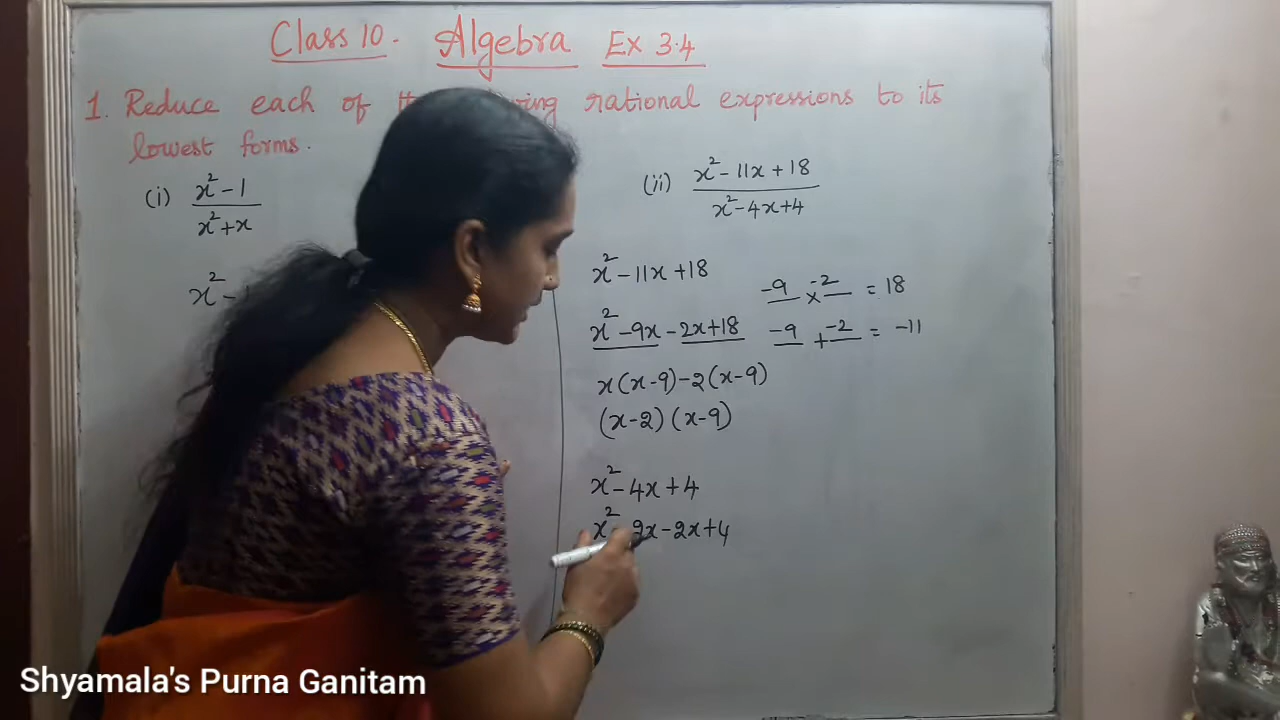 Class 10. Algebra Ex 3.4
1. Reduce each of rational expressions to its
lowest forms.
(i) x² - 1 / x² + x
(ii) x² - 11x + 18 / x² - 4x + 4
x² -
x² - 11x + 18
-9 × -2 = 18
x² - 9x - 2x + 18
-9 + -2 = -11
x(x-9) - 2(x-9)
(x-2)(x-9)
x² - 4x + 4
x² - 2x - 2x + 4
Shyamala's Purna Ganitam